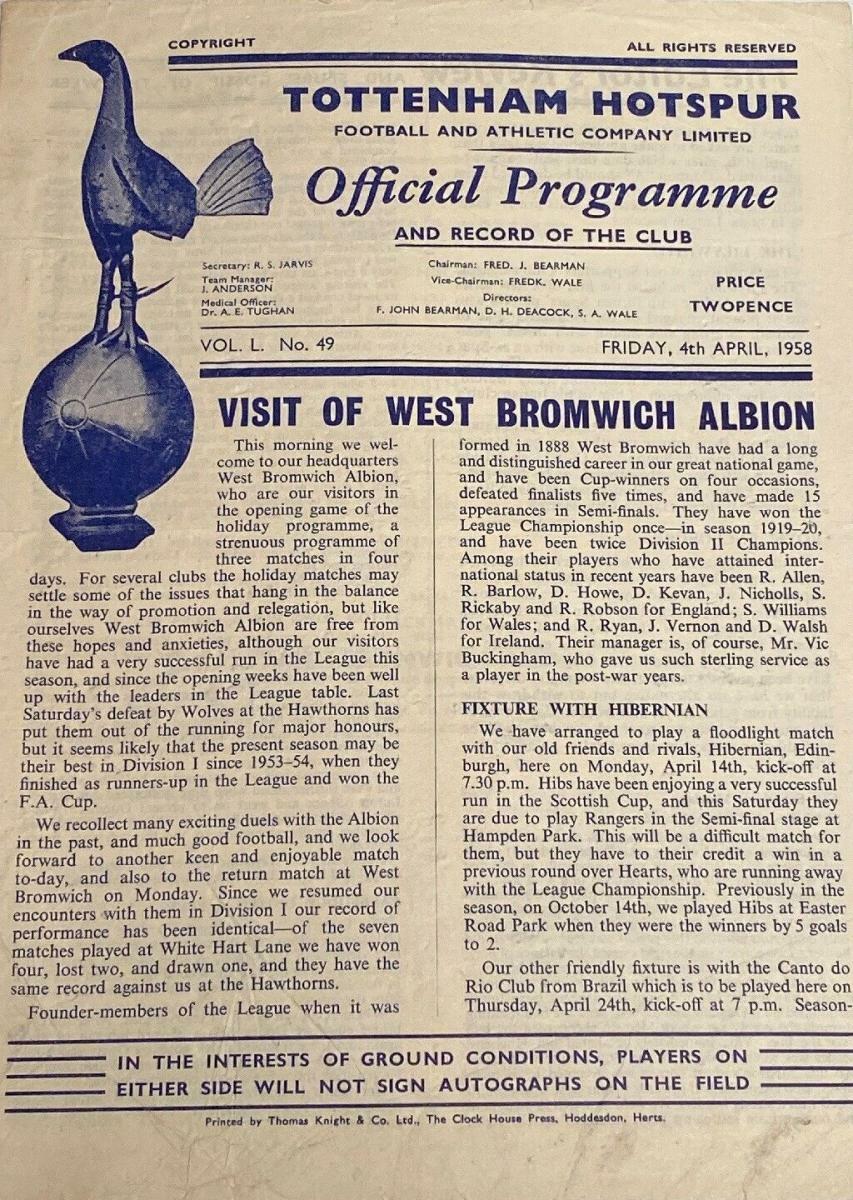 COPYRIGHT
ALL RIGHTS RESERVED
TOTTENHAM HOTSPUR
FOOTBALL AND ATHLETIC COMPANY LIMITED
Official Programme
AND RECORD OF THE CLUB
Secretary: R. S. JARVIS
Team Manager:
J. ANDERSON
Medical Officer:
Dr. A. E. TUGHAN
Chairman: FRED. J. BEARMAN
Vice-Chairman: FREDK. WALE
Directors:
F. JOHN BEARMAN, D. H. DEACOCK, S. A. WALE
PRICE
TWOPENCE
VOL. L. No. 49
FRIDAY, 4th APRIL, 1958
VISIT OF WEST BROMWICH ALBION
This morning we wel-
come to our headquarters
West Bromwich Albion,
who are our visitors in
the opening game of the
holiday programme, a
strenuous programme of
three matches in four
days. For several clubs the holiday matches may
settle some of the issues that hang in the balance
in the way of promotion and relegation, but like
ourselves West Bromwich Albion are free from
these hopes and anxieties, although our visitors
have had a very successful run in the League this
season, and since the opening weeks have been well
up with the leaders in the League table. Last
Saturday's defeat by Wolves at the Hawthorns has
put them out of the running for major honours,
but it seems likely that the present season may be
their best in Division I since 1953–54, when they
finished as runners-up in the League and won the
F.A. Cup.
We recollect many exciting duels with the Albion
in the past, and much good football, and we look
forward to another keen and enjoyable match
to-day, and also to the return match at West
Bromwich on Monday. Since we resumed our
encounters with them in Division I our record of
performance has been identical—of the seven
matches played at White Hart Lane we have won
four, lost two, and drawn one, and they have the
same record against us at the Hawthorns.
Founder-members of the League when it was
formed in 1888 West Bromwich have had a long
and distinguished career in our great national game,
and have been Cup-winners on four occasions,
defeated finalists five times, and have made 15
appearances in Semi-finals. They have won the
League Championship once—in season 1919–20,
and have been twice Division II Champions.
Among their players who have attained inter-
national status in recent years have been R. Allen,
R. Barlow, D. Howe, D. Kevan, J. Nicholls, S.
Rickaby and R. Robson for England; S. Williams
for Wales; and R. Ryan, J. Vernon and D. Walsh
for Ireland. Their manager is, of course, Mr. Vic
Buckingham, who gave us such sterling service as
a player in the post-war years.
FIXTURE WITH HIBERNIAN
We have arranged to play a floodlight match
with our old friends and rivals, Hibernian, Edin-
burgh, here on Monday, April 14th, kick-off at
7.30 p.m. Hibs have been enjoying a very successful
run in the Scottish Cup, and this Saturday they
are due to play Rangers in the Semi-final stage at
Hampden Park. This will be a difficult match for
them, but they have to their credit a win in a
previous round over Hearts, who are running away
with the League Championship. Previously in the
season, on October 14th, we played Hibs at Easter
Road Park when they were the winners by 5 goals
to 2.
Our other friendly fixture is with the Canto do
Rio Club from Brazil which is to be played here on
Thursday, April 24th, kick-off at 7 p.m. Season-
IN THE INTERESTS OF GROUND CONDITIONS, PLAYERS ON
EITHER SIDE WILL NOT SIGN AUTOGRAPHS ON THE FIELD
Printed by Thomas Knight & Co. Ltd., The Clock House Press, Hoddesdon, Herts.